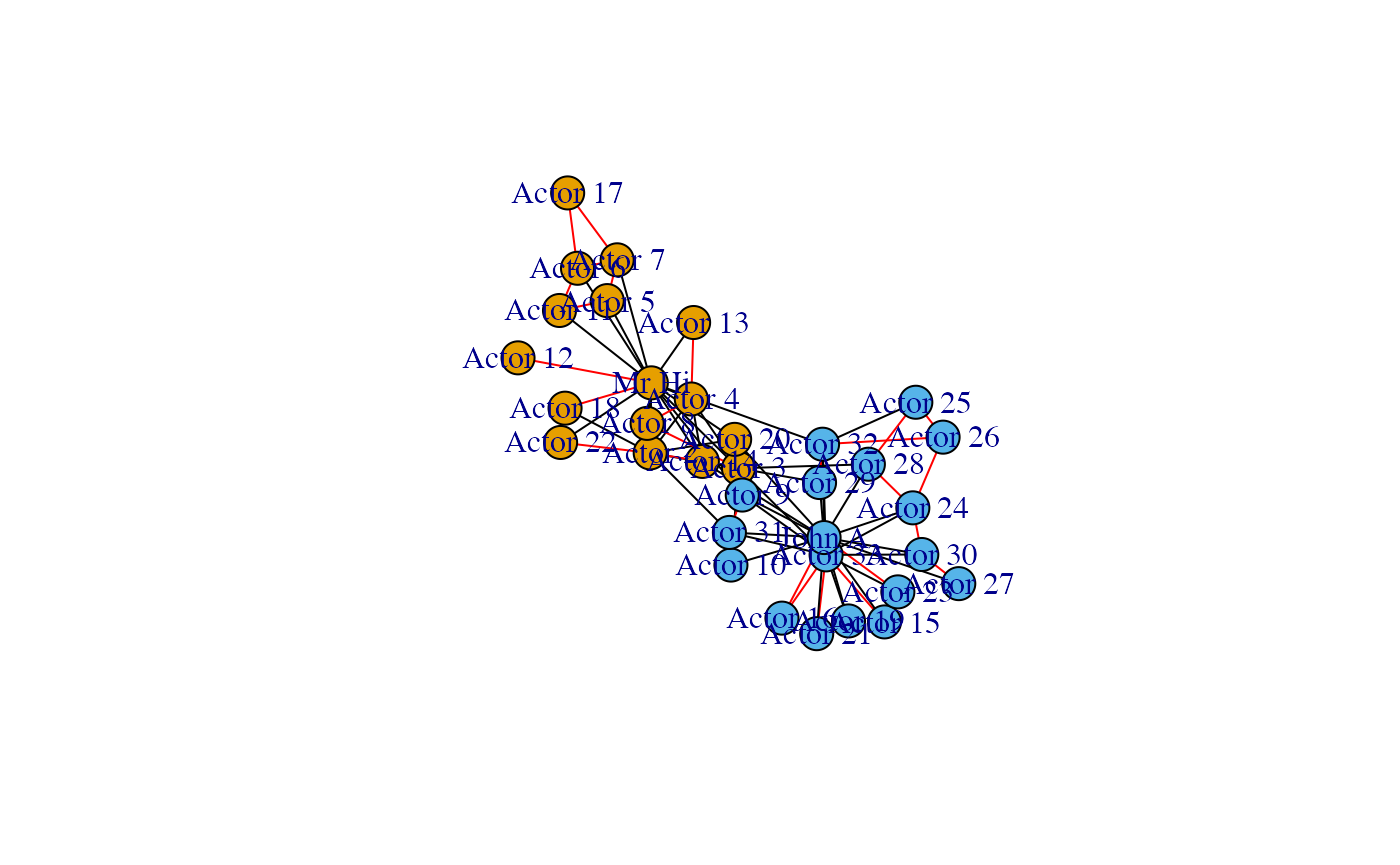 Actor 17
Actor 7
Actor 6
Actor 5
Actor 11
Actor 13
Actor 12
Mr Hi
Actor 4
Actor 18
Actor 8
Actor 20
Actor 22
Actor 2
Actor 14
Actor 3
Actor 25
Actor 26
Actor 32
Actor 28
Actor 29
Actor 9
Actor 24
Actor 31
John A
Actor 33
Actor 30
Actor 10
Actor 27
Actor 23
Actor 16
Actor 19
Actor 15
Actor 21